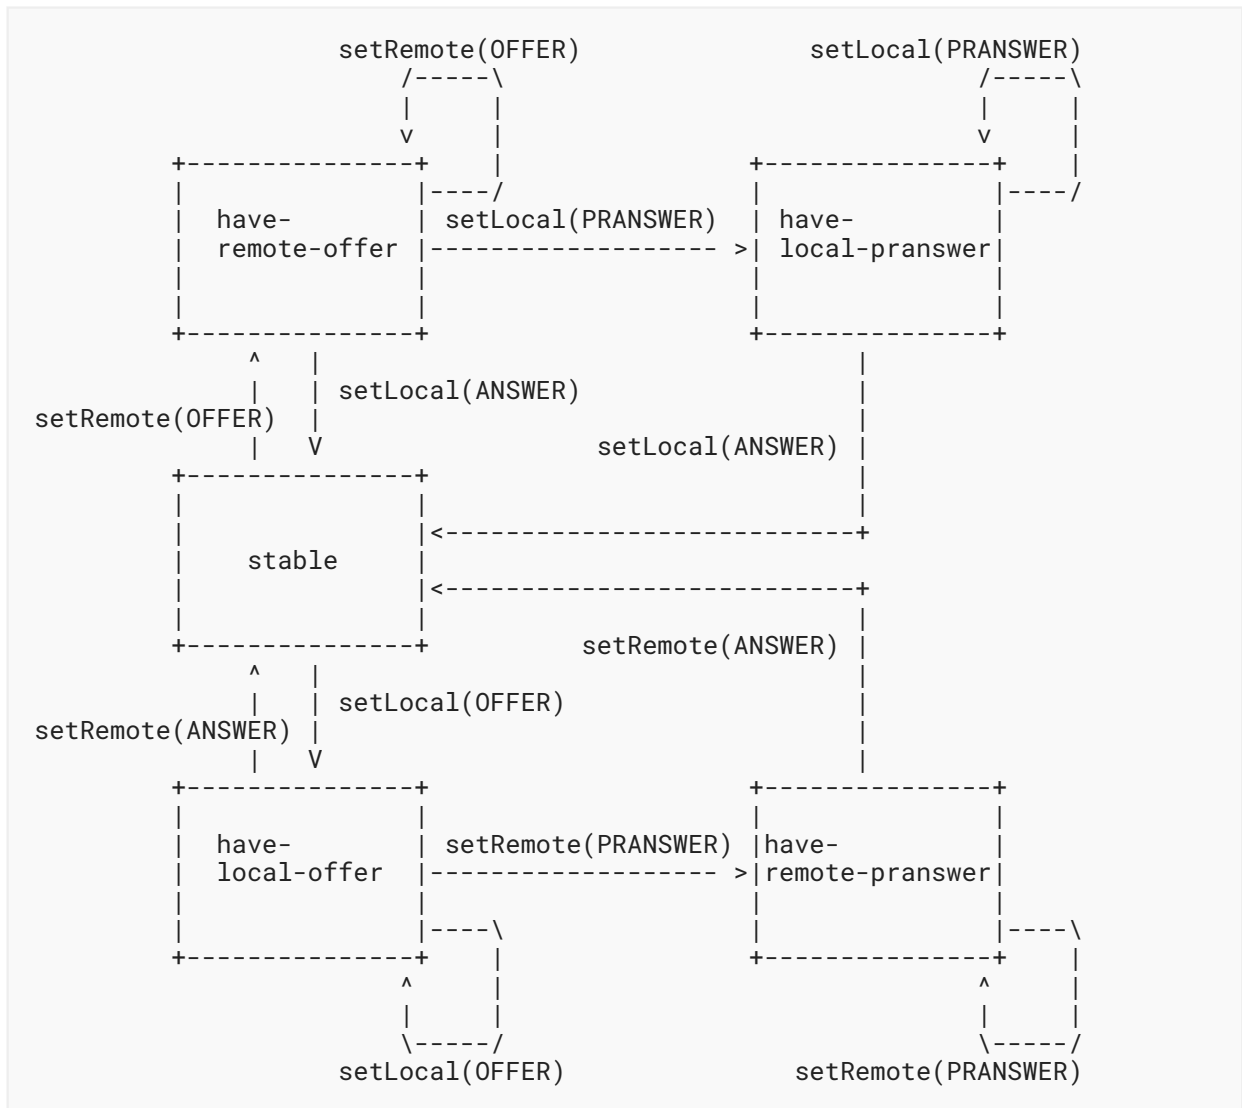 setRemote(OFFER) setLocal(PRANSWER)
/-----\ /-----\
| | | |
v | v |
+---------------+ | +---------------+ |
| |----/ | |----/
| have- | setLocal(PRANSWER) | have- |
| remote-offer |------------------- >| local-pranswer|
| | | |
| | | |
+---------------+ +---------------+
^ | |
| | setLocal(ANSWER) |
setRemote(OFFER) | |
| V setLocal(ANSWER) |
+---------------+ |
| | |
| |<---------------------------+
| stable |
| |<---------------------------+
| | |
+---------------+ setRemote(ANSWER) |
^ | |
| | setLocal(OFFER) |
setRemote(ANSWER) | |
| V |
+---------------+ +---------------+
| | | |
| have- | setRemote(PRANSWER) |have- |
| local-offer |------------------- >|remote-pranswer|
| | | |
| |----\ | |----\
+---------------+ | +---------------+ |
^ | ^ |
| | | |
\-----/ \-----/
setLocal(OFFER) setRemote(PRANSWER)